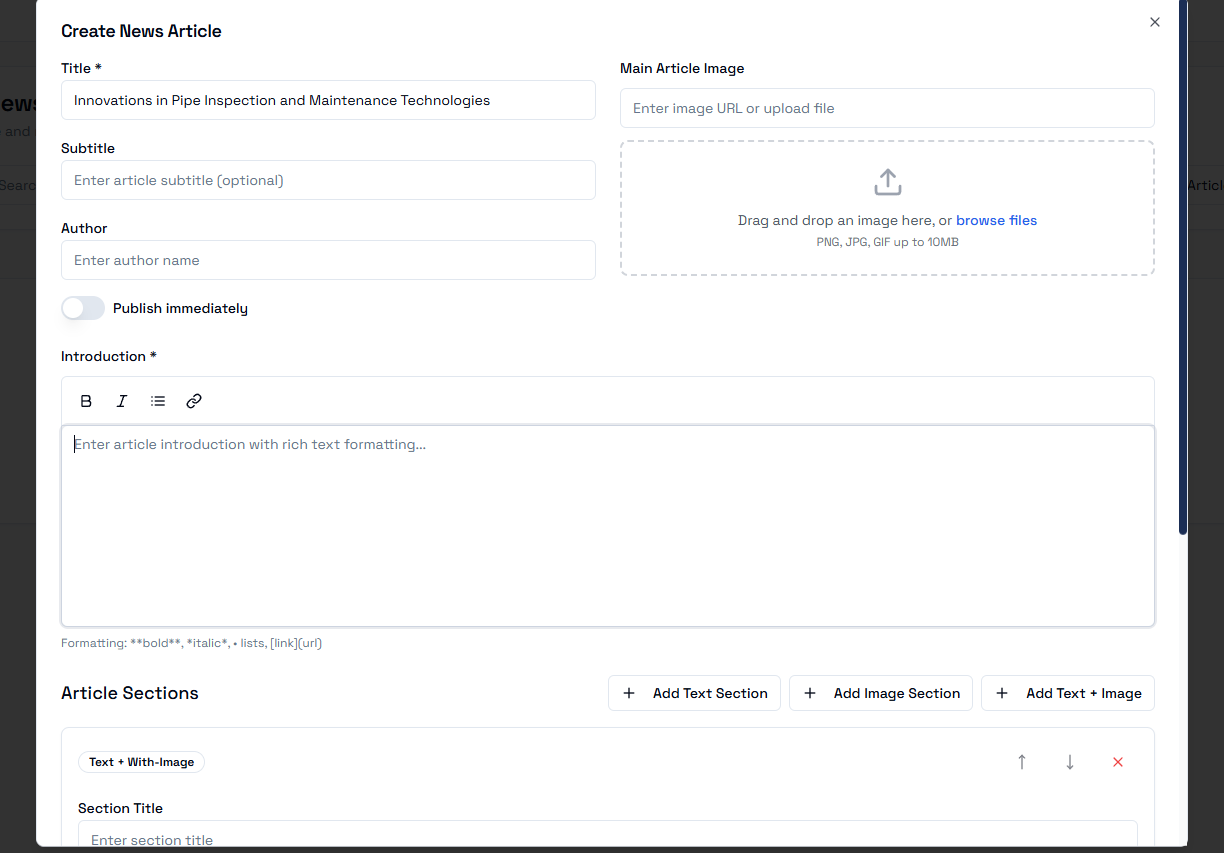 Create News Article
Title *
Innovations in Pipe Inspection and Maintenance Technologies
Main Article Image
Enter image URL or upload file
Subtitle
Enter article subtitle (optional)
Drag and drop an image here, or browse files
PNG, JPG, GIF up to 10MB
Author
Enter author name
Publish immediately
Introduction *
B I
Enter article introduction with rich text formatting...
Formatting: **bold**, *italic*, • lists, [link](url)
Article Sections
+ Add Text Section
+ Add Image Section
+ Add Text + Image
Text + With-Image
Section Title
Enter section title